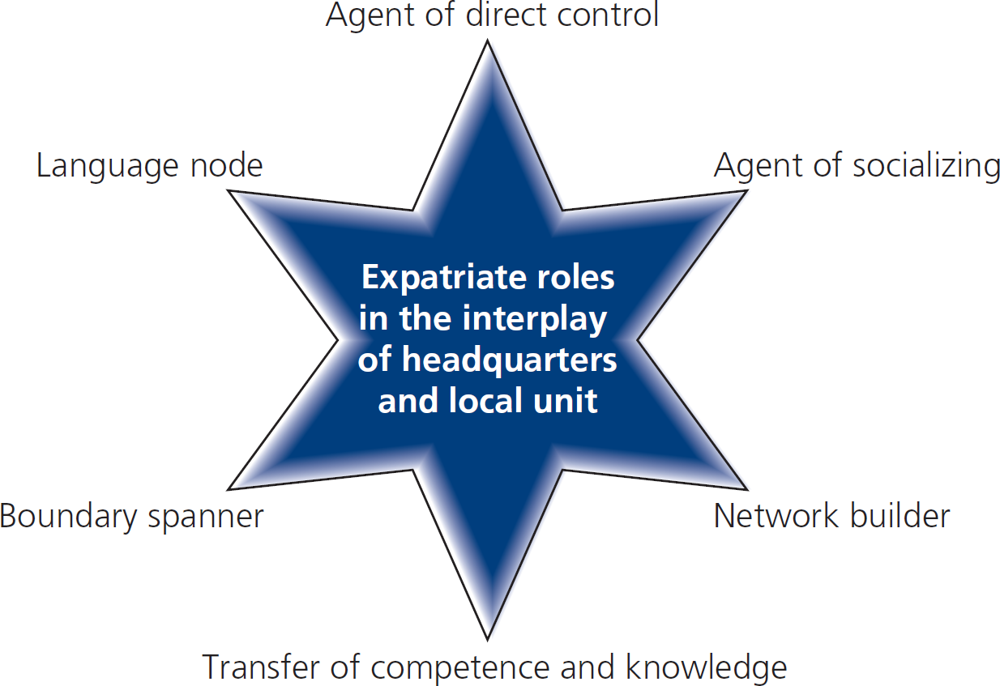 Agent of direct control
Language node
Agent of socializing
Expatriate roles
in the interplay
of headquarters
and local unit
Boundary spanner
Network builder
Transfer of competence and knowledge